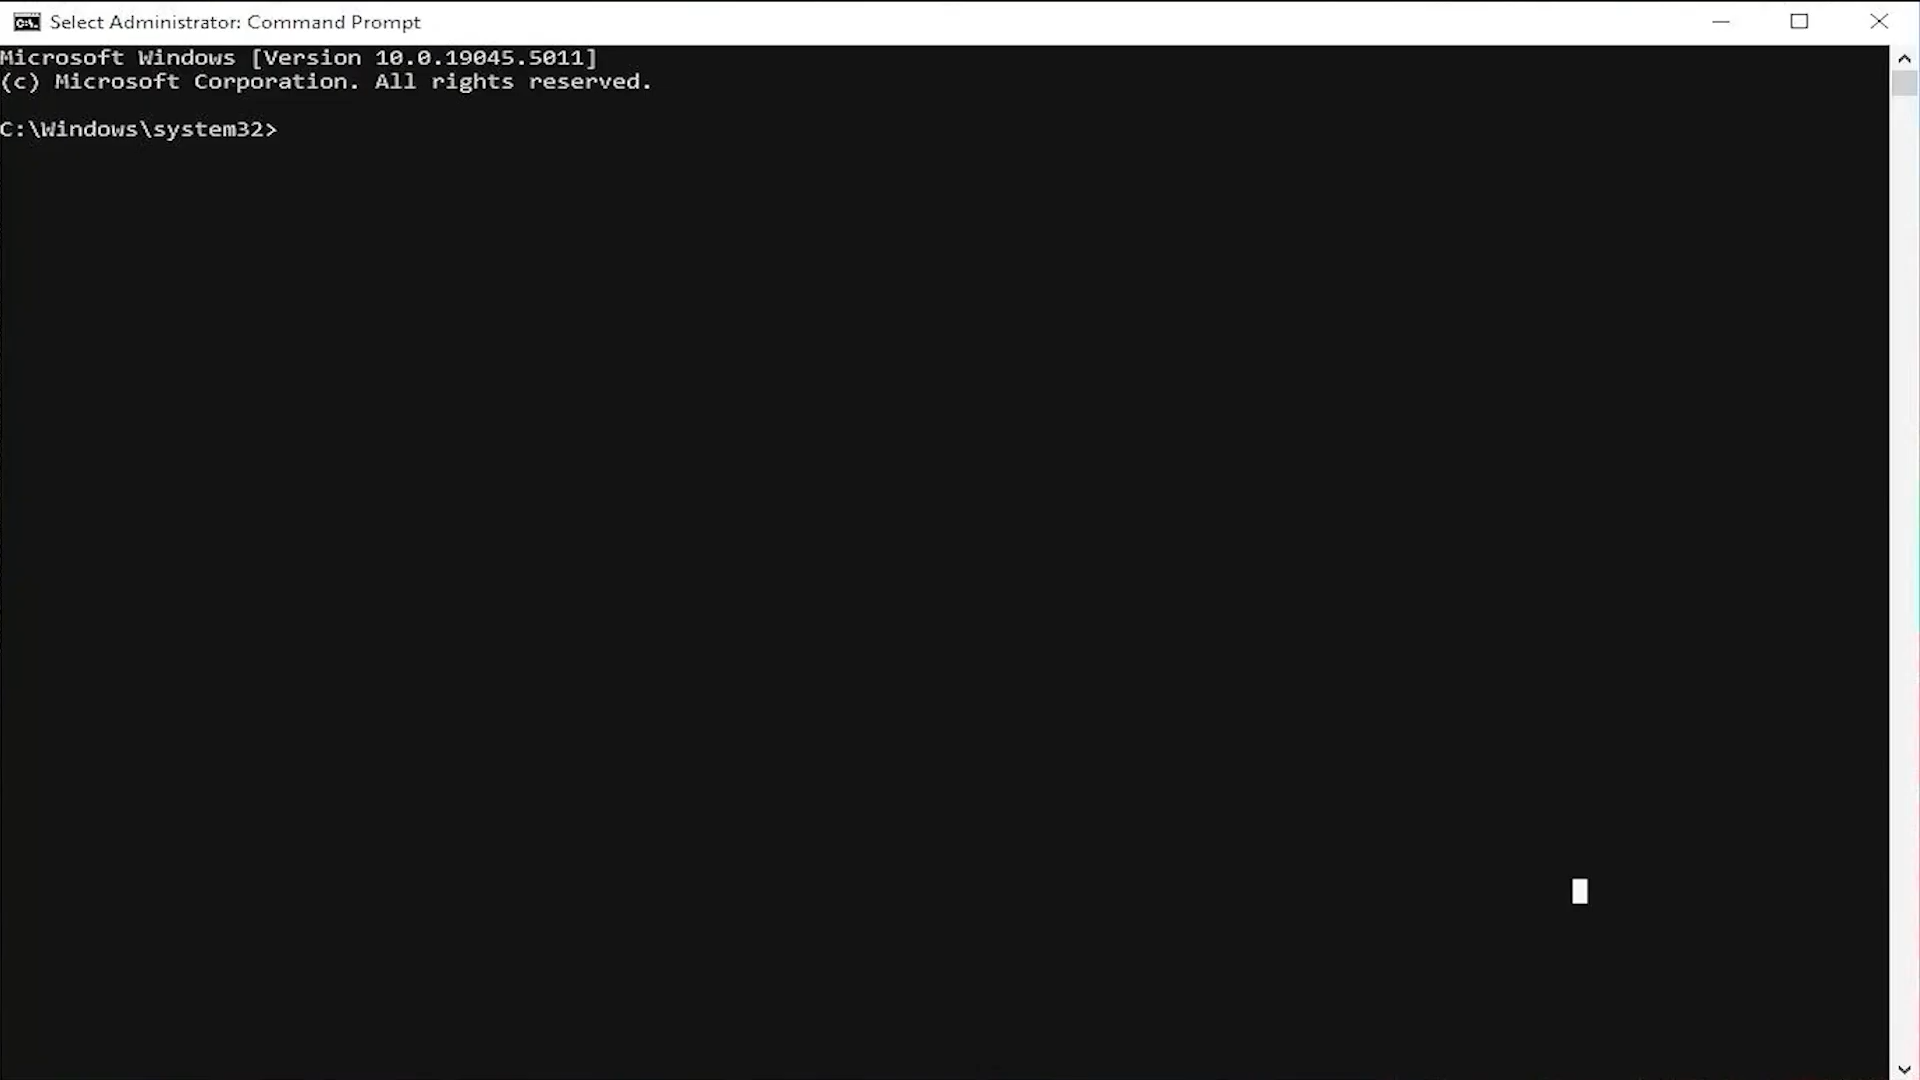 Select Administrator: Command Prompt
Microsoft Windows [Version 10.0.19045.5011]
(c) Microsoft Corporation. All rights reserved.
C:\Windows\system32>